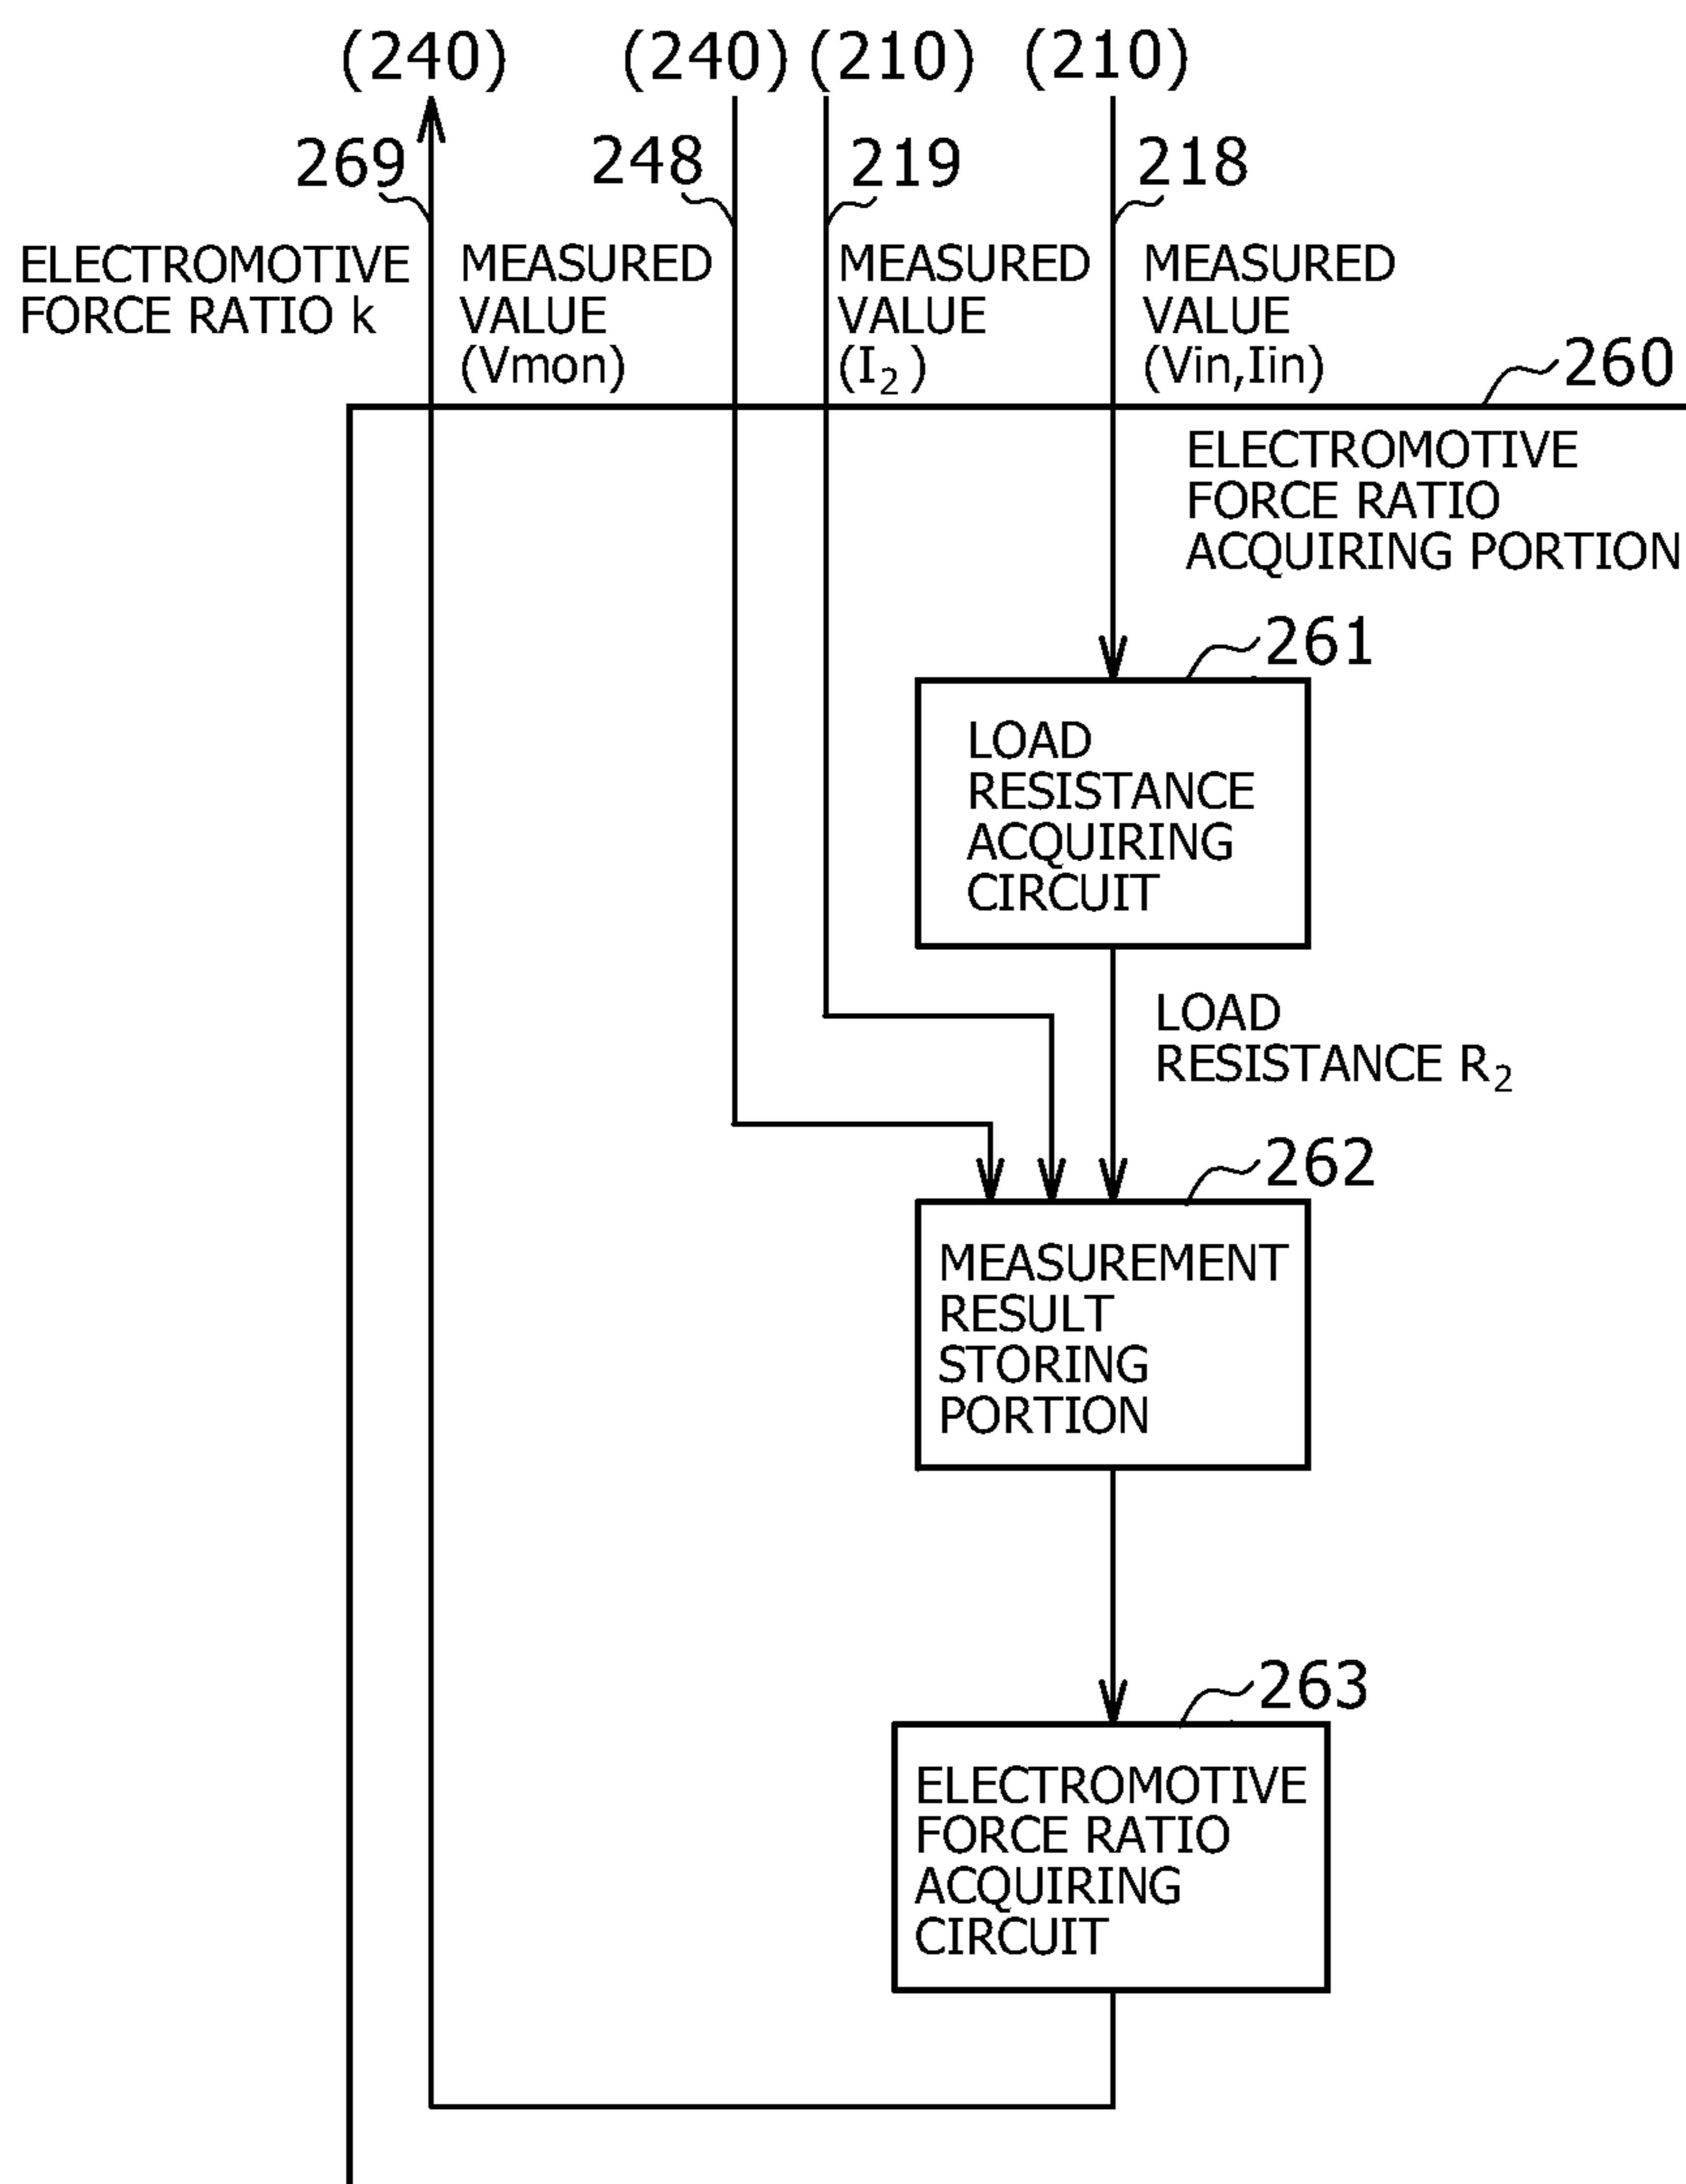 (240) (240) (210) (210)
269 248 219 218
ELECTROMOTIVE
FORCE RATIO k
MEASURED
VALUE
(Vmon)
MEASURED
VALUE
(I₂)
MEASURED
VALUE
(Vin,Iin)
260
ELECTROMOTIVE
FORCE RATIO
ACQUIRING PORTION
261
LOAD
RESISTANCE
ACQUIRING
CIRCUIT
LOAD
RESISTANCE R₂
262
MEASUREMENT
RESULT
STORING
PORTION
263
ELECTROMOTIVE
FORCE RATIO
ACQUIRING
CIRCUIT